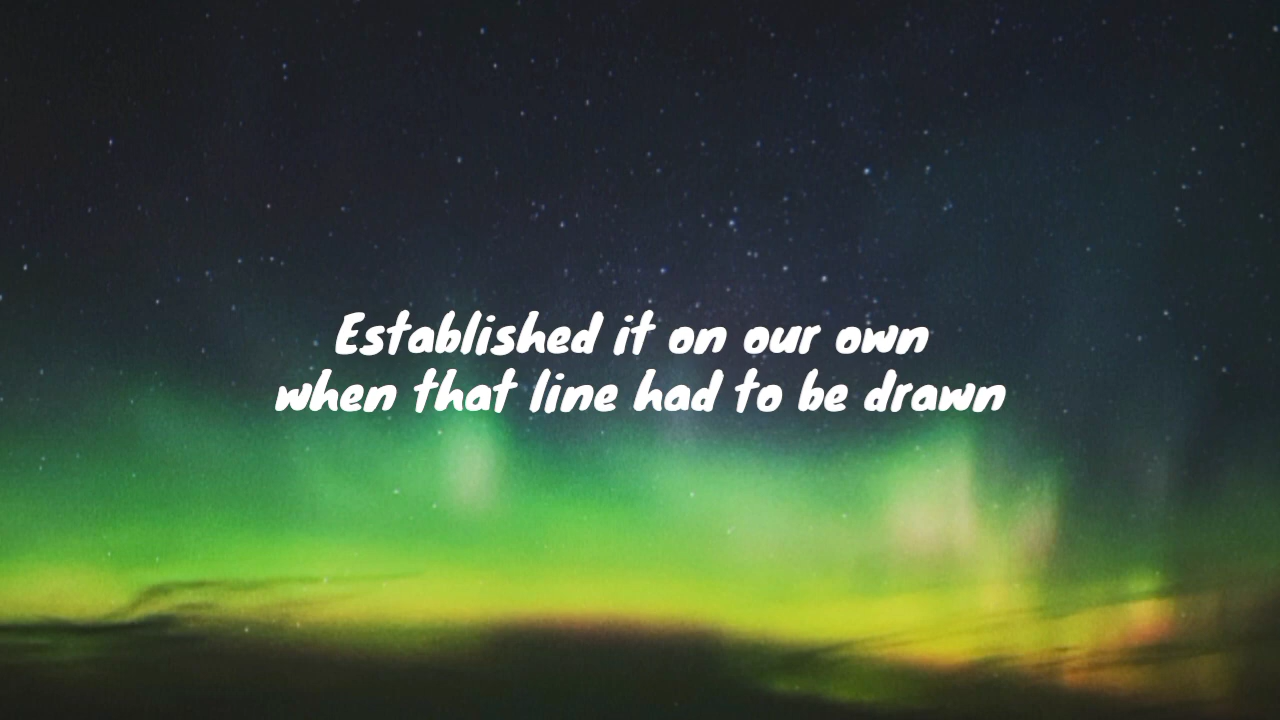 Established it on our own
when that line had to be drawn